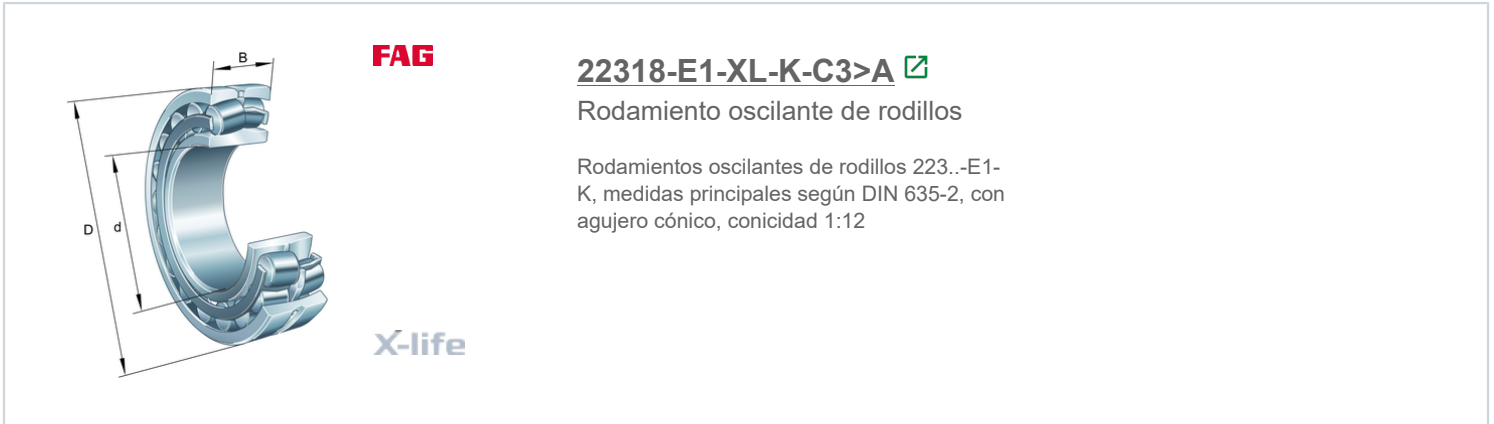 B
FAG
22318-E1-XL-K-C3>A
Rodamiento oscilante de rodillos
Rodamientos oscilantes de rodillos 223..-E1-
K, medidas principales según DIN 635-2, con
agujero cónico, conicidad 1:12
D
d
X-life